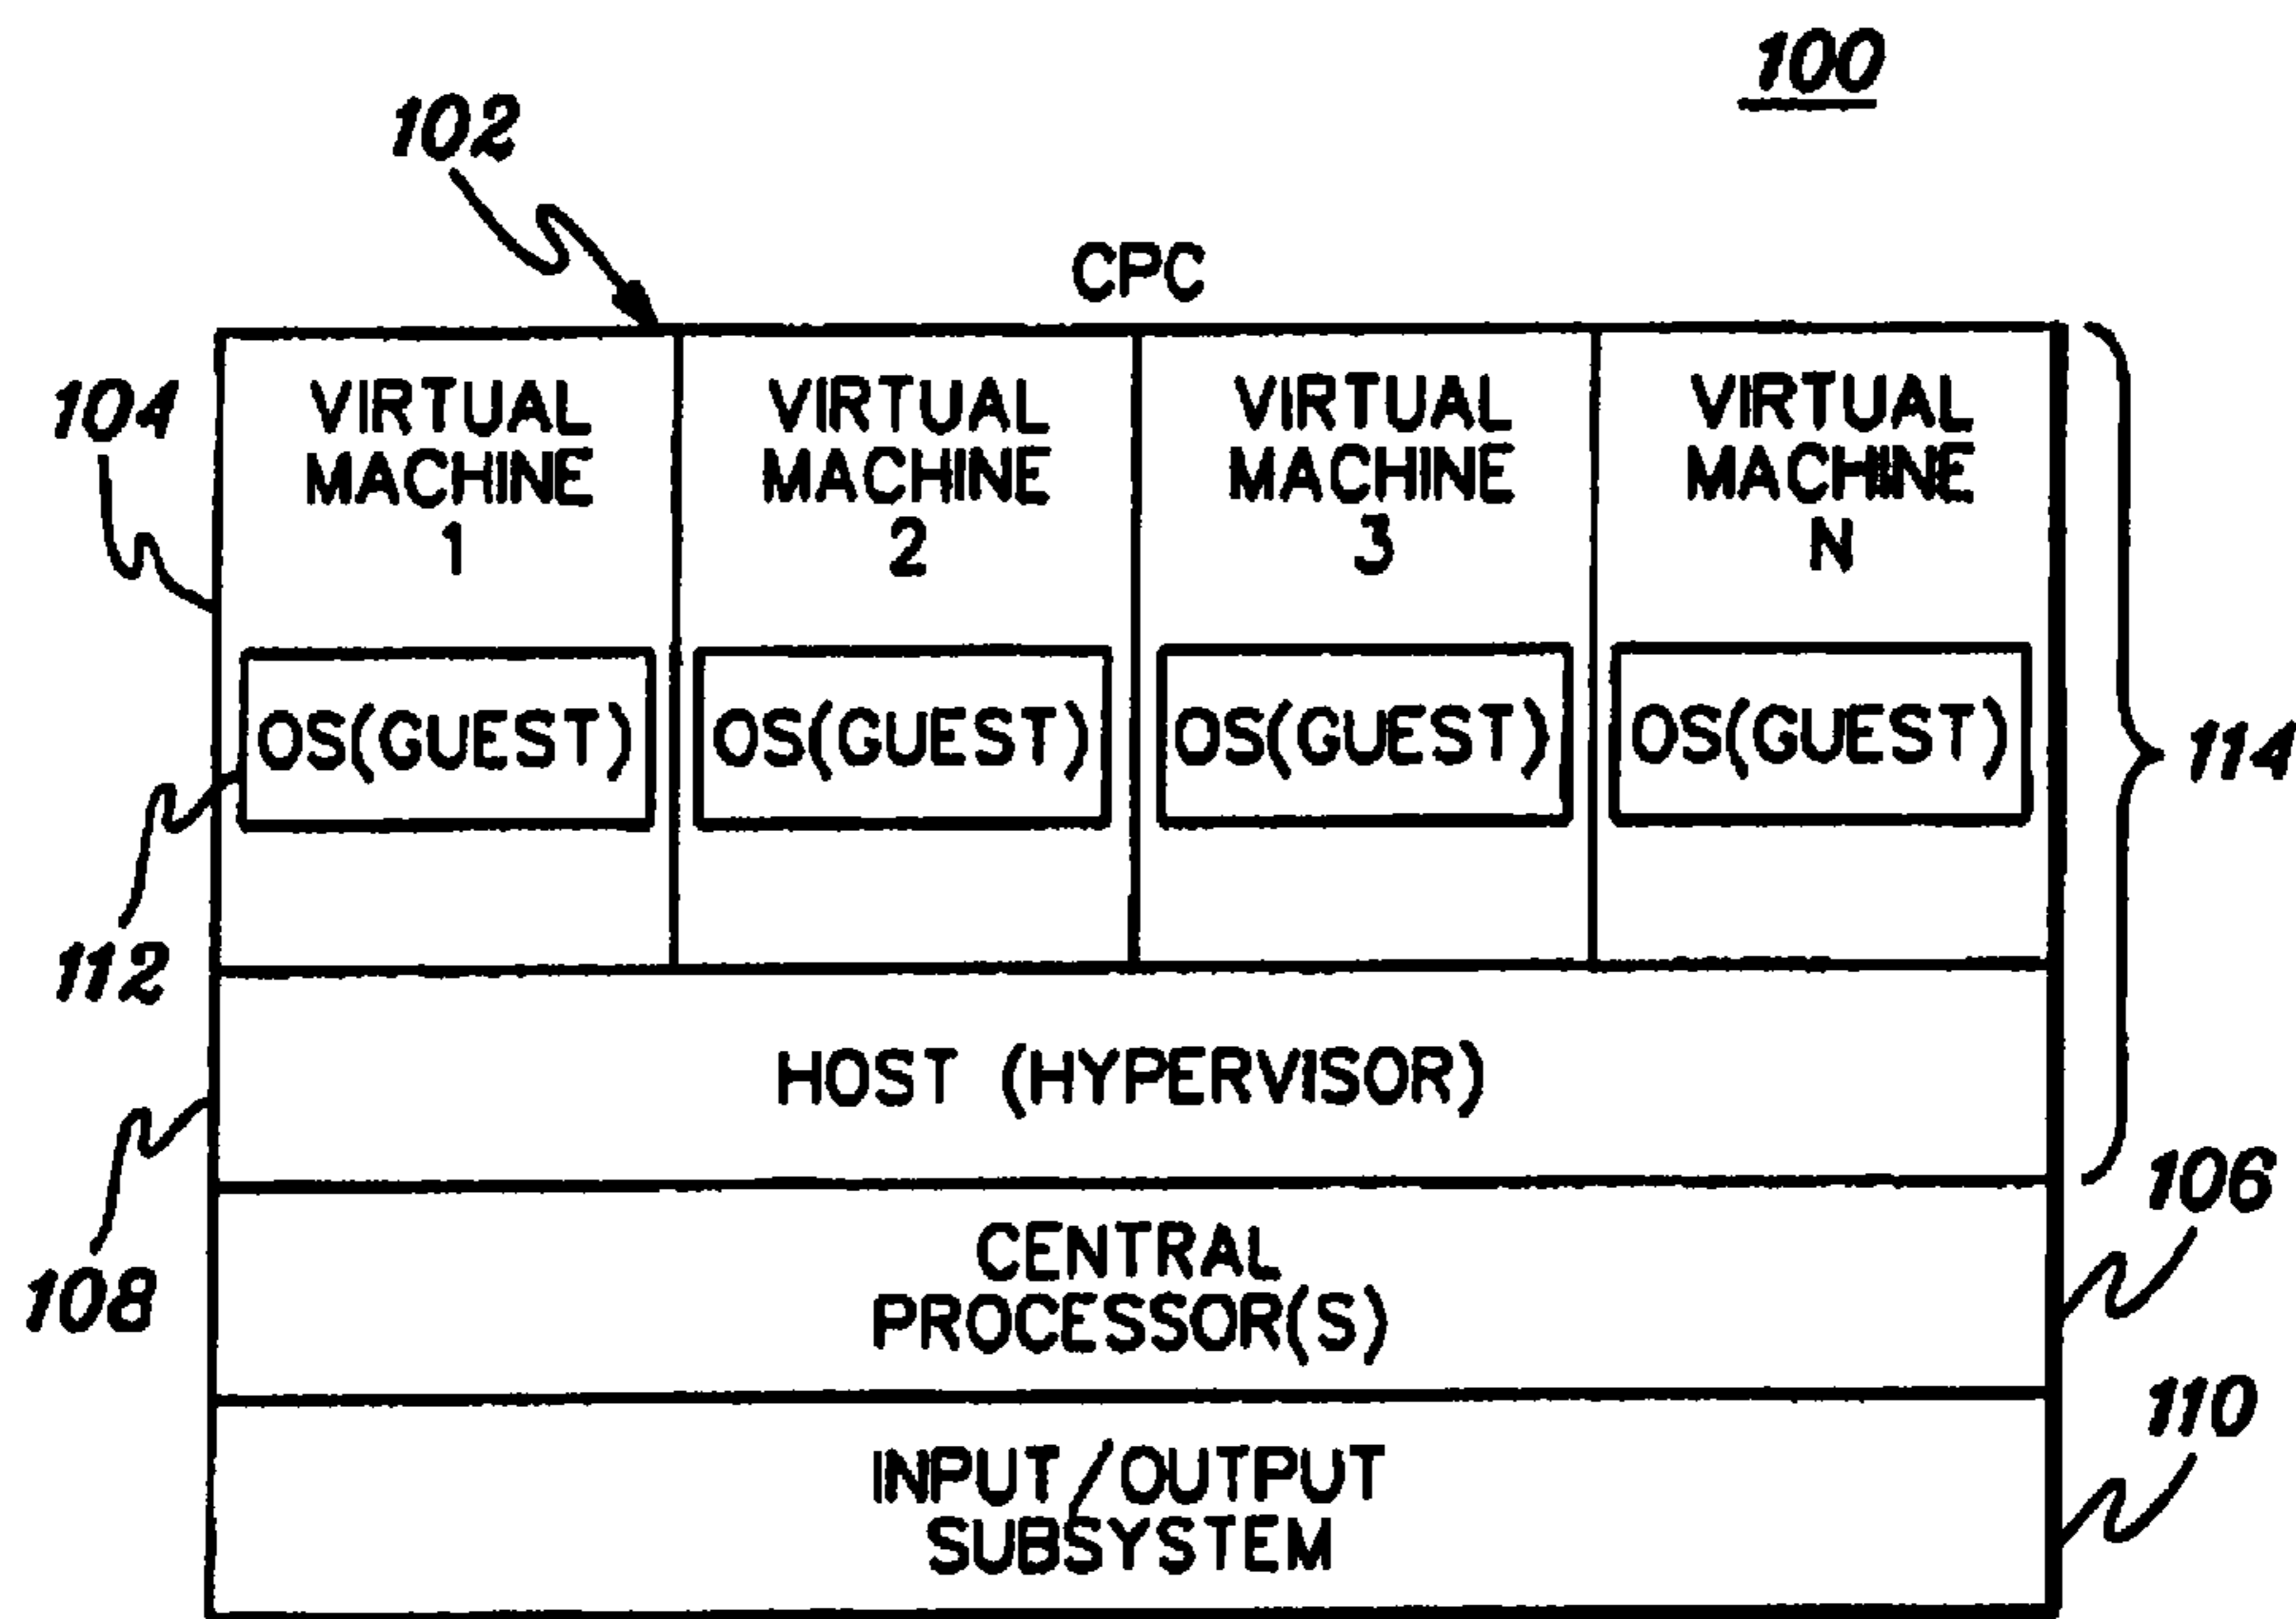 100
102
CPC
104
VIRTUAL
MACHINE
1
VIRTUAL
MACHINE
2
VIRTUAL
MACHINE
3
VIRTUAL
MACHINE
N
OS(GUEST)
OS(GUEST)
OS(GUEST)
OS(GUEST)
114
112
HOST (HYPERVISOR)
108
106
CENTRAL
PROCESSOR(S)
110
INPUT/OUTPUT
SUBSYSTEM